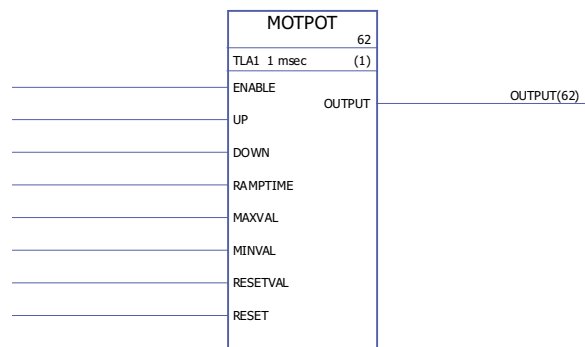 MOTPOT
62
TLA1 1 msec (1)
ENABLE
OUTPUT
OUTPUT(62)
UP
DOWN
RAMPTIME
MAXVAL
MINVAL
RESETVAL
RESET